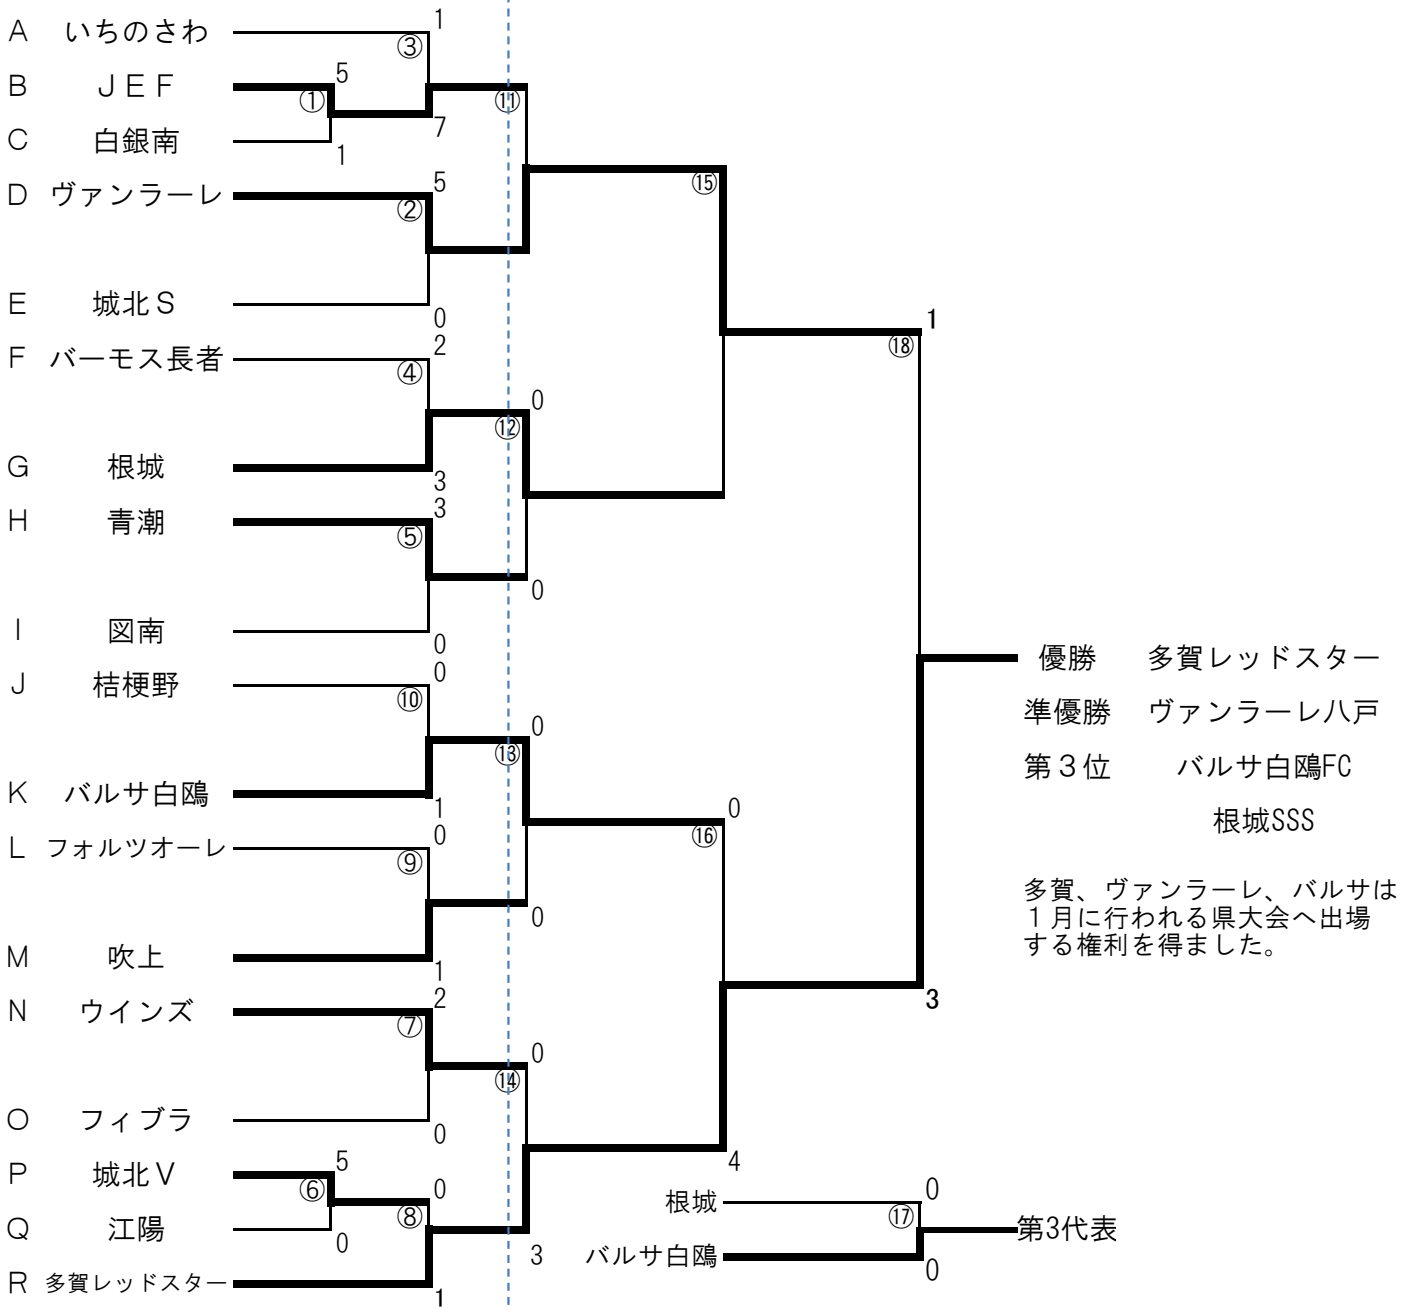 A いちのさわ
1
③
B ＪＥＦ
5
①
⑪
7
C 白銀南
1
D ヴァンラーレ
5
②
⑮
E 城北Ｓ
0
1
⑱
F バーモス長者
2
④
0
⑫
G 根城
3
H 青潮
3
⑤
0
I 図南
0
J 桔梗野
0
⑩
0
⑬
K バルサ白鴎
1
0
⑯
L フォルツオーレ
0
⑨
0
M 吹上
1
N ウインズ
2
⑦
0
⑭
O フィブラ
0
P 城北Ｖ
5
⑥
0
⑧
4
Q 江陽
0
3
R 多賀レッドスター
1
3
優勝 多賀レッドスター
準優勝 ヴァンラーレ八戸
第３位 バルサ白鴎FC
根城SSS
多賀、ヴァンラーレ、バルサは
１月に行われる県大会へ出場
する権利を得ました。
根城
0
⑰
第3代表
バルサ白鴎
0